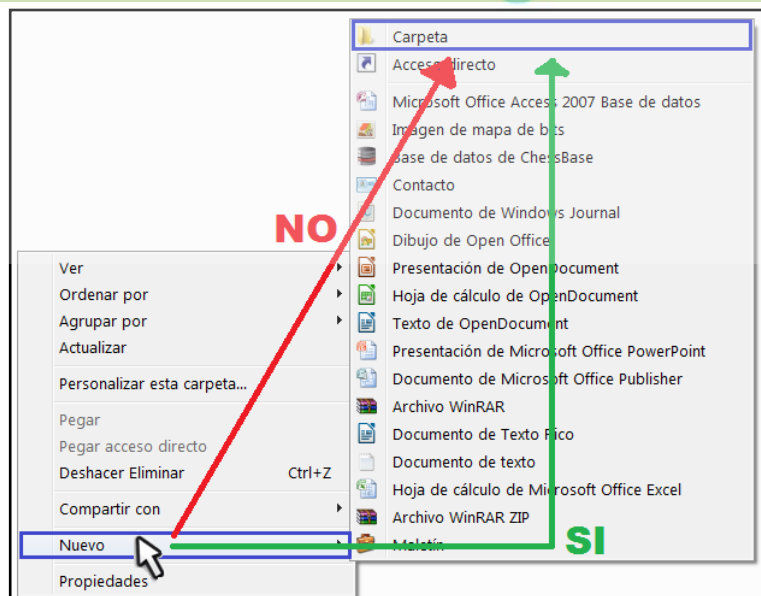 Carpeta
Acceso directo
Microsoft Office Access 2007 Base de datos
Imagen de mapa de bits
Base de datos de ChessBase
Contacto
Documento de Windows Journal
Dibujo de Open Office
Presentación de OpenDocument
Hoja de cálculo de OpenDocument
Texto de OpenDocument
Presentación de Microsoft Office PowerPoint
Documento de Microsoft Office Publisher
Archivo WinRAR
Documento de Texto Rico
Documento de texto
Hoja de cálculo de Microsoft Office Excel
Archivo WinRAR ZIP
Maletín
NO
SI
Ver
Ordenar por
Agrupar por
Actualizar
Personalizar esta carpeta...
Pegar
Pegar acceso directo
Deshacer Eliminar Ctrl+Z
Compartir con
Nuevo
Propiedades